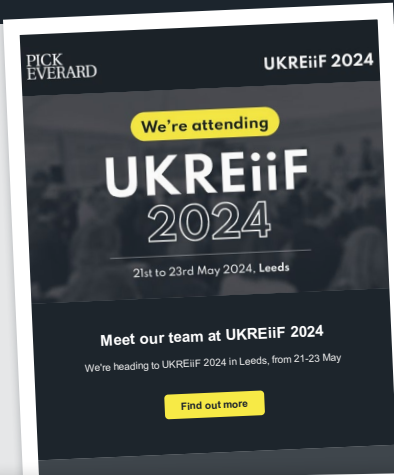 PICK
EVERARD
UKREiiF 2024
We're attending
UKREiiF
2024
21st to 23rd May 2024, Leeds
Meet our team at UKREiiF 2024
We're heading to UKREiiF 2024 in Leeds, from 21-23 May
Find out more